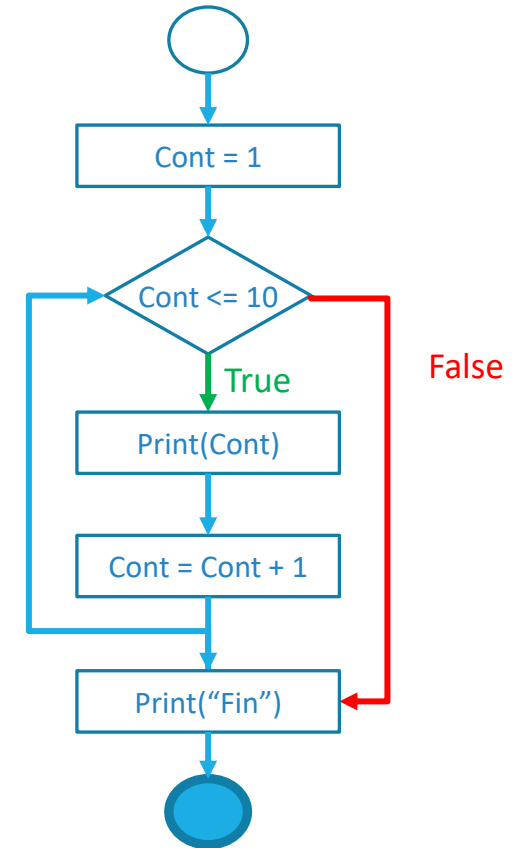 Cont = 1
Cont <= 10
True
False
Print(Cont)
Cont = Cont + 1
Print(“Fin”)